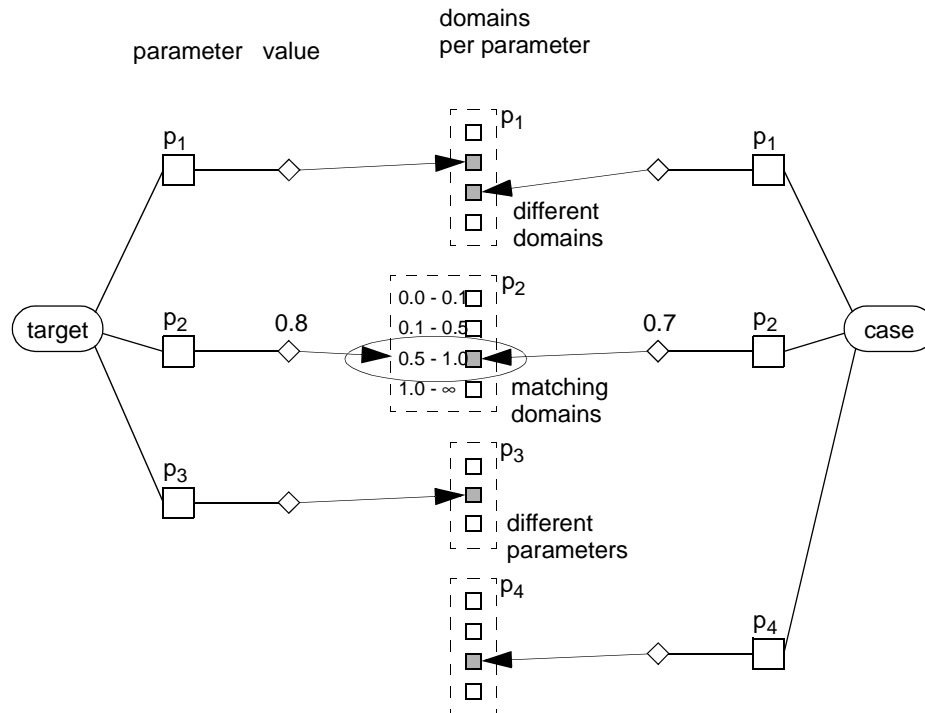 domains
per parameter
parameter value
p1
p1
p1
different
domains
p2
0.0 - 0.1
target
p2
0.8
0.1 - 0.5
0.7
p2
case
0.5 - 1.0
1.0 - ∞
matching
domains
p3
p3
different
parameters
p4
p4